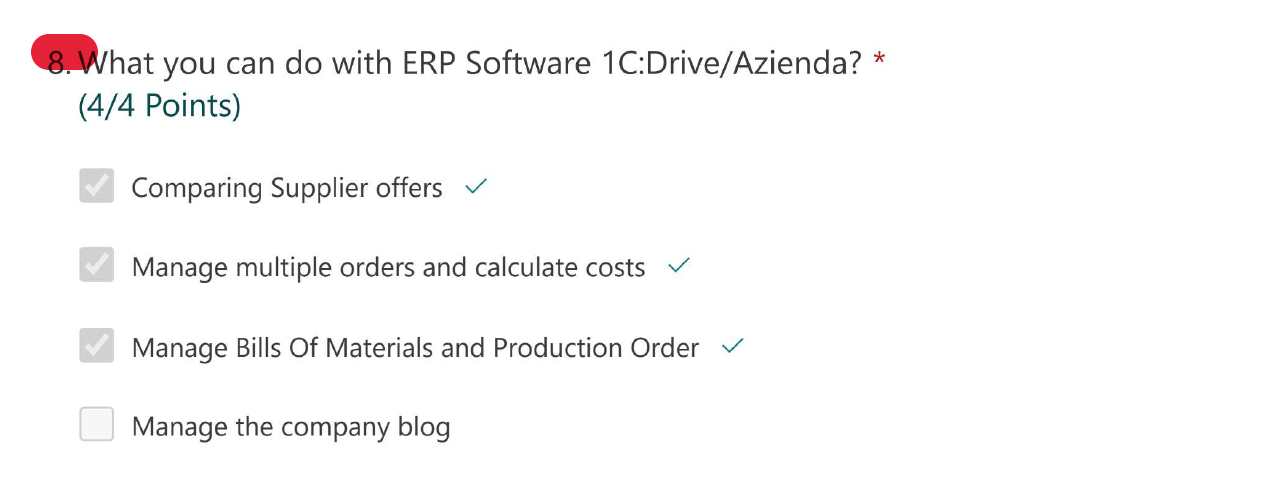 8. What you can do with ERP Software 1C:Drive/Azienda? *
(4/4 Points)
Comparing Supplier offers
Manage multiple orders and calculate costs
Manage Bills Of Materials and Production Order
Manage the company blog